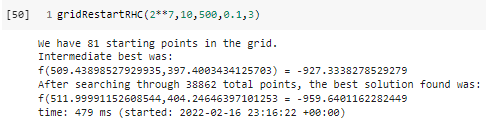 [50] 1 gridRestartRHC(2**7,10,500,0.1,3)
We have 81 starting points in the grid.
Intermediate best was:
f(509.43898527929935,397.4003434125703) = -927.3338278529279
After searching through 38862 total points, the best solution found was:
f(511.99991152608544,404.24646397101253 = -959.6401162282449
time: 479 ms (started: 2022-02-16 23:16:22 +00:00)